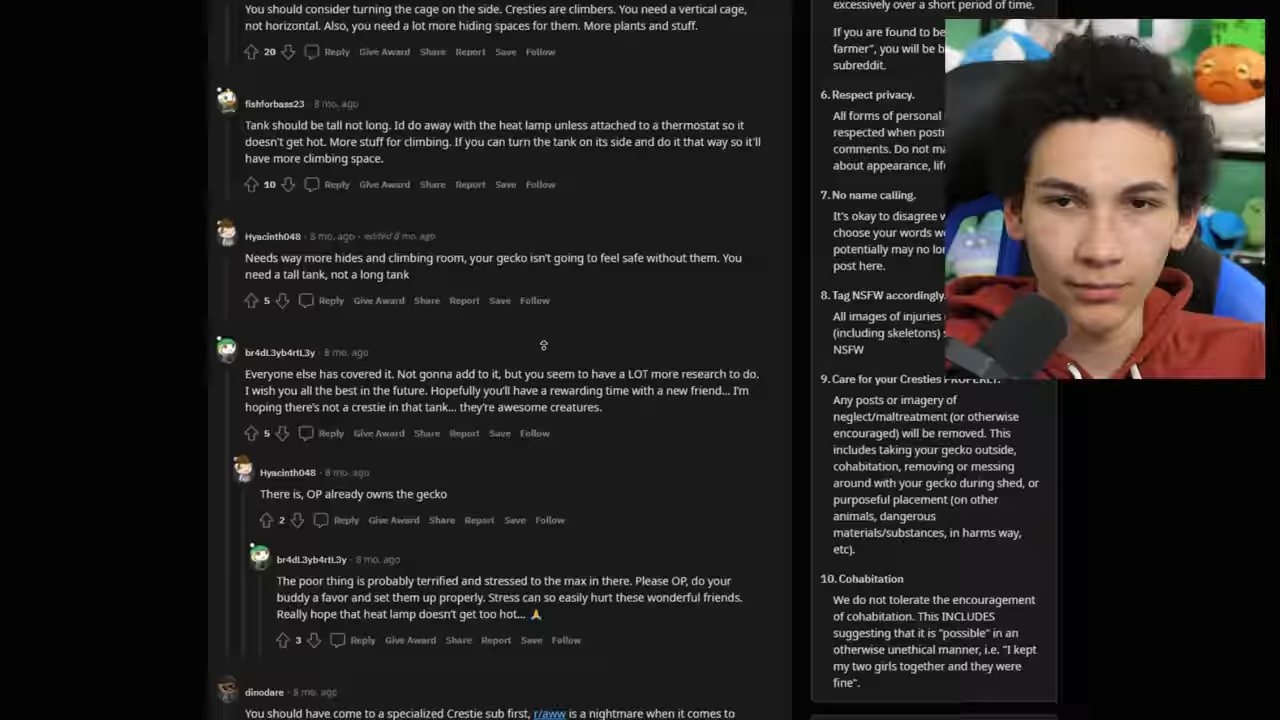 You should consider turning the cage on the side. Cresties are climbers. You need a vertical cage,
not horizontal. Also, you need a lot more hiding spaces for them. More plants and stuff.
20 Reply Give Award Share Report Save Follow
fishforbass23 · 8 mo. ago
Tank should be tall not long. Id do away with the heat lamp unless attached to a thermostat so it
doesn't get hot. More stuff for climbing. If you can turn the tank on its side and do it that way so it'll
have more climbing space.
10 Reply Give Award Share Report Save Follow
Hyacinth048 · 8 mo. ago · edited 8 mo. ago
Needs way more hides and climbing room, your gecko isn't going to feel safe without them. You
need a tall tank, not a long tank
5 Reply Give Award Share Report Save Follow
br4dL3yb4rtL3y · 8 mo. ago
Everyone else has covered it. Not gonna add to it, but you seem to have a LOT more research to do.
I wish you all the best in the future. Hopefully you'll have a rewarding time with a new friend... I'm
hoping there's not a crestie in that tank... they're awesome creatures.
5 Reply Give Award Share Report Save Follow
Hyacinth048 · 8 mo. ago
There is, OP already owns the gecko
2 Reply Give Award Share Report Save Follow
br4dL3yb4rtL3y · 8 mo. ago
The poor thing is probably terrified and stressed to the max in there. Please OP, do your
buddy a favor and set them up properly. Stress can so easily hurt these wonderful friends.
Really hope that heat lamp doesn't get too hot... 🙏
3 Reply Give Award Share Report Save Follow
dinodare · 8 mo. ago
You should have come to a specialized Crestie sub first, r/aww is a nightmare when it comes to
excessively over a short period of time.
If you are found to be
farmer", you will be b
subreddit.
6. Respect privacy.
All forms of personal
respected when posti
comments. Do not ma
about appearance, lif
7. No name calling.
It's okay to disagree w
choose your words w
potentially may no lo
post here.
8. Tag NSFW accordingly.
All images of injuries
(including skeletons) s
NSFW
9. Care for your Cresties PROPERLY.
Any posts or imagery of
neglect/maltreatment (or otherwise
encouraged) will be removed. This
includes taking your gecko outside,
cohabitation, removing or messing
around with your gecko during shed, or
purposeful placement (on other
animals, dangerous
materials/substances, in harms way,
etc).
10. Cohabitation
We do not tolerate the encouragement
of cohabitation. This INCLUDES
suggesting that it is "possible" in an
otherwise unethical manner, i.e. "I kept
my two girls together and they were
fine".